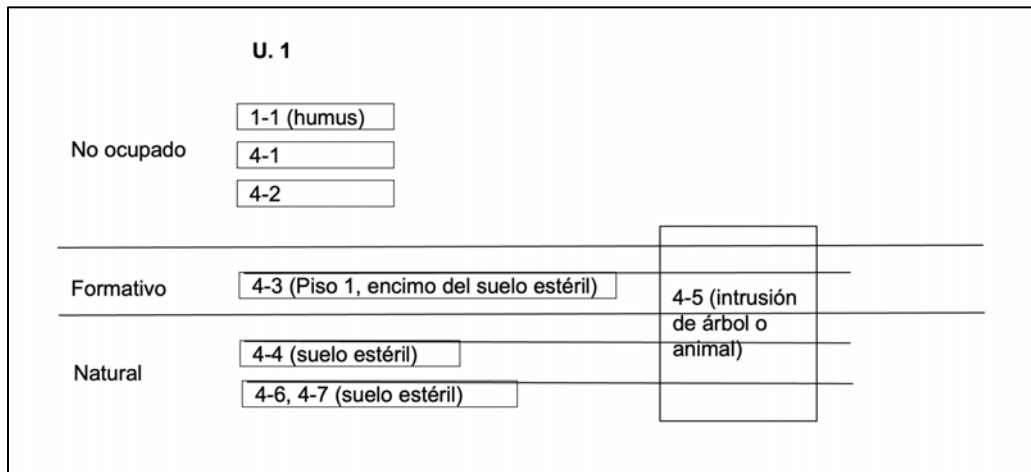 U. 1
No ocupado
1-1 (humus)
4-1
4-2
Formativo
4-3 (Piso 1, encimo del suelo estéril)
4-5 (intrusión
de árbol o
animal)
Natural
4-4 (suelo estéril)
4-6, 4-7 (suelo estéril)